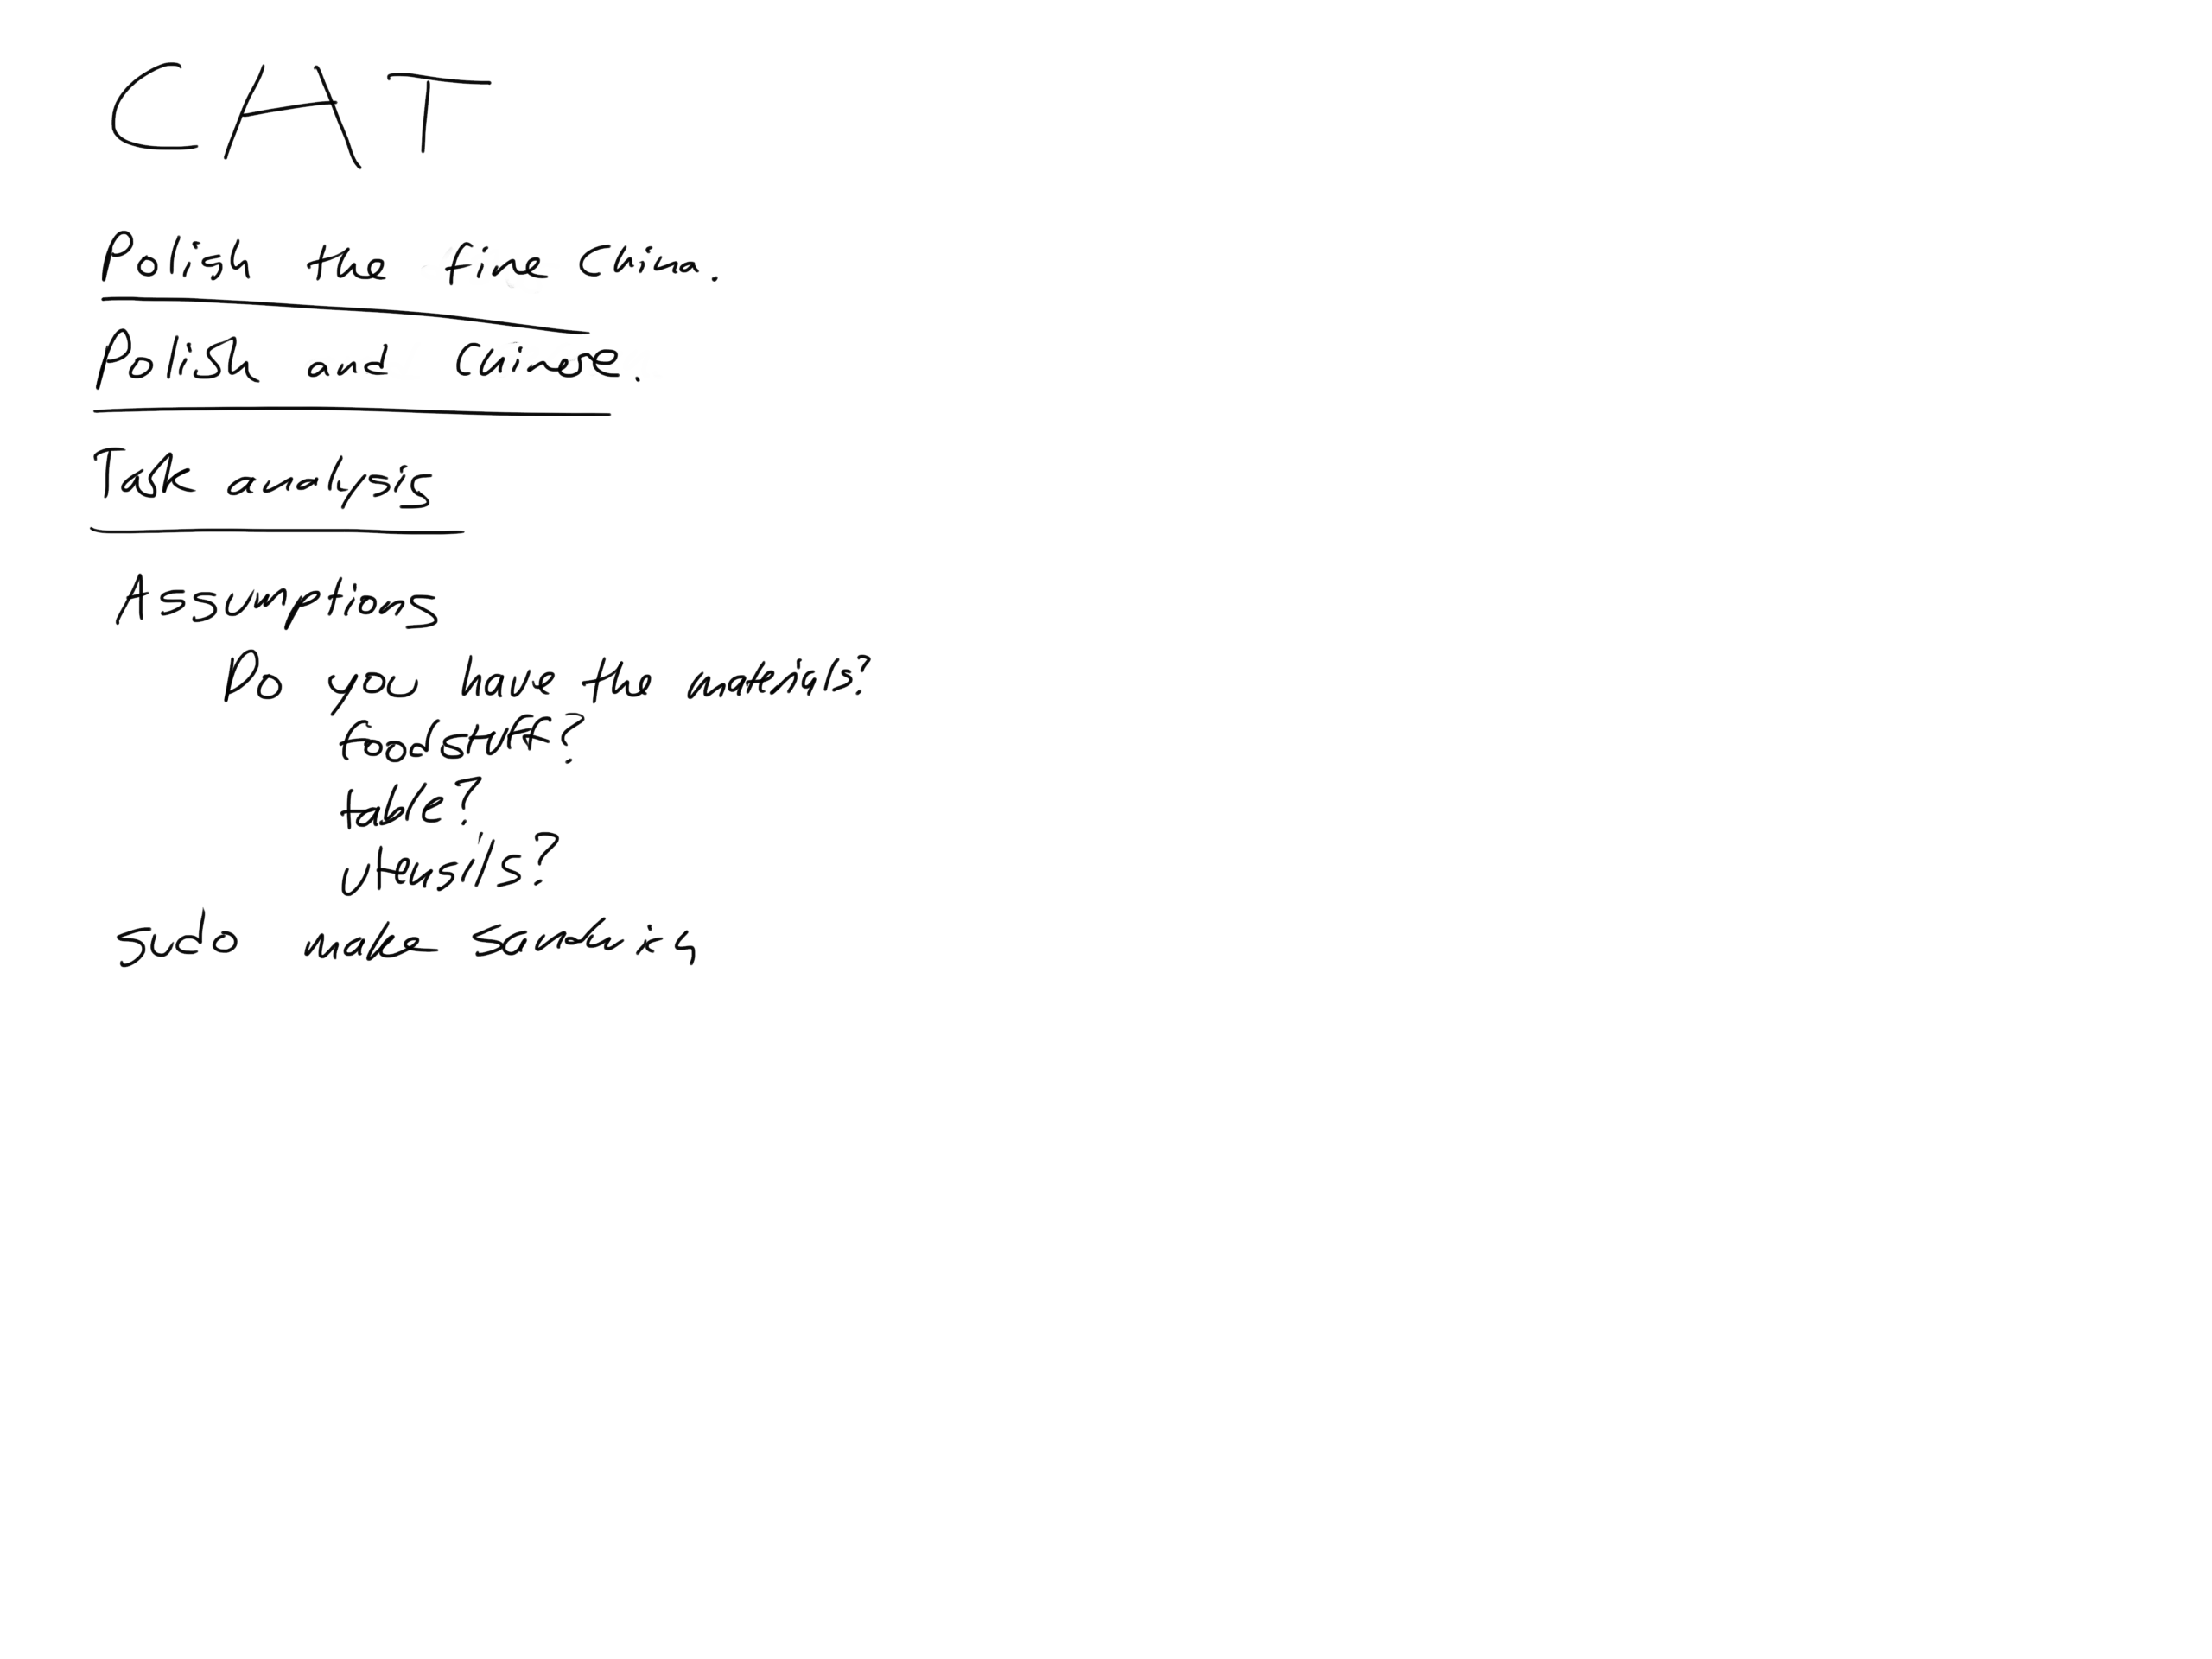 CAT
Polish the fine China.
Polish and Chinese.
Task analysis
Assumptions
Do you have the materials?
foodstuff?
table?
utensils?
sudo make sandwich